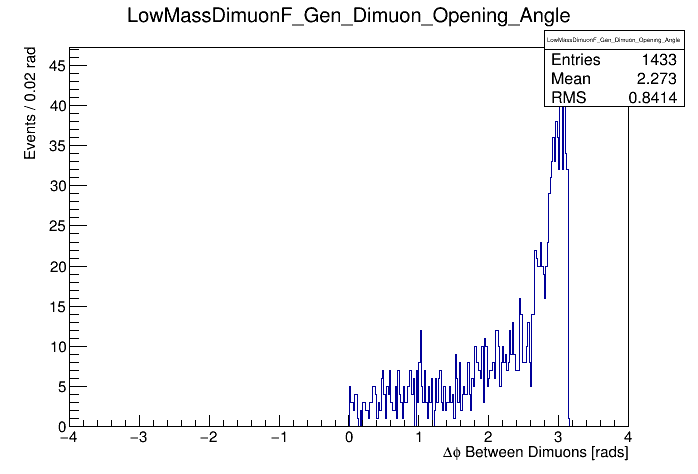 LowMassDimuonF_Gen_Dimuon_Opening_Angle
LowMassDimuonF_Gen_Dimuon_Opening_Angle
Entries 1433
Mean 2.273
RMS 0.8414
Events / 0.02 rad
45
40
35
30
25
20
15
10
5
0
−4 −3 −2 −1 0 1 2 3 4
Δϕ Between Dimuons [rads]